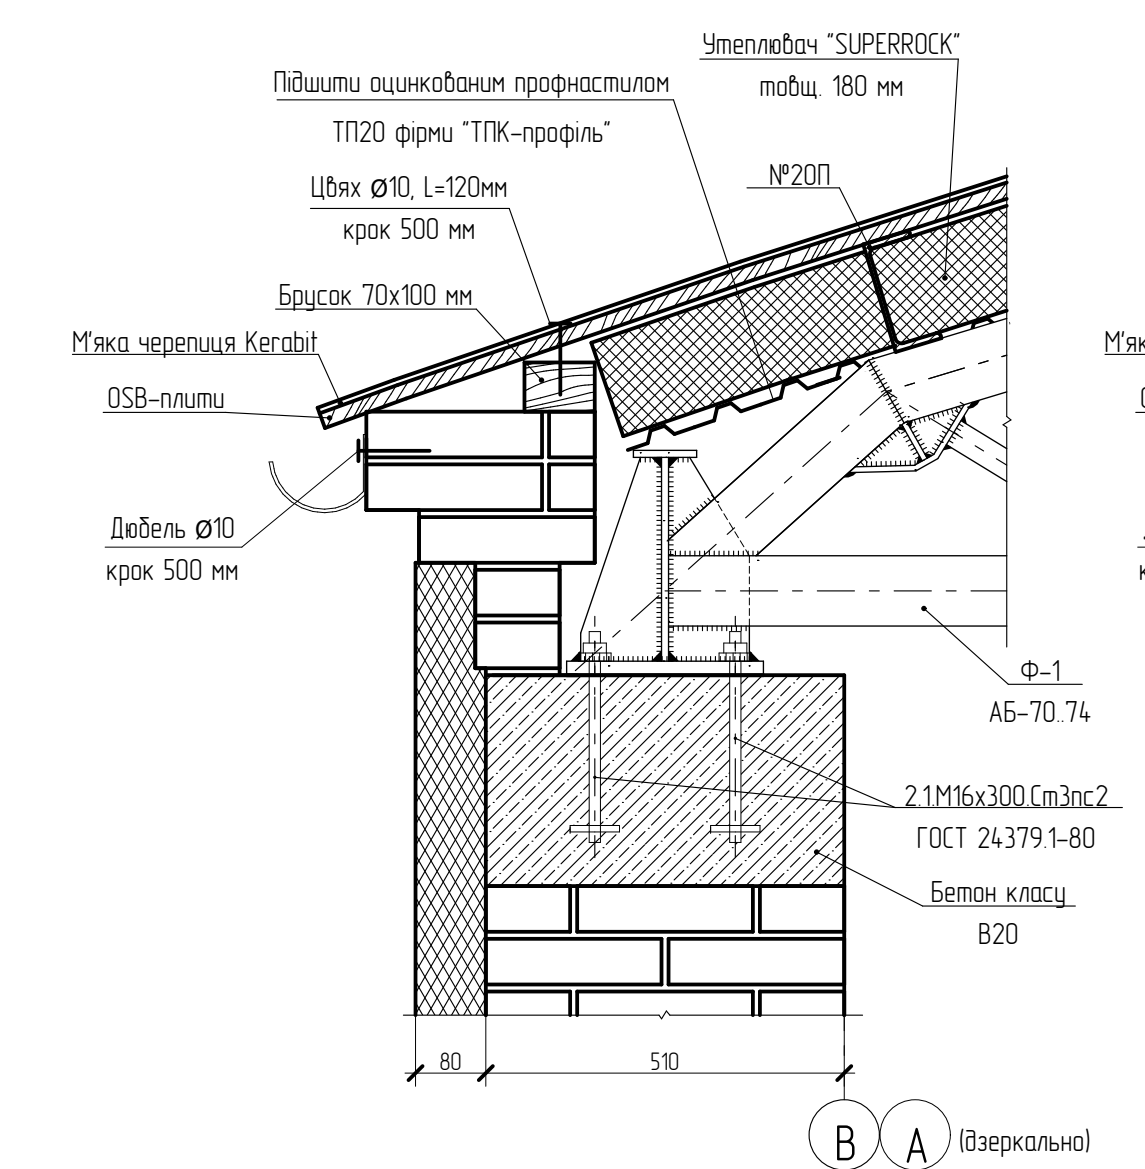 Утеплювач "SUPERROCK"
товщ. 180 мм
Підшити оцинкованим профнастилом
ТП20 фірми "ТПК-профіль"
№20П
Цвях Ø10, L=120мм
крок 500 мм
Брусок 70х100 мм
М'яка черепиця Kerabit
OSB-плити
Дюбель Ø10
крок 500 мм
Ф-1
АБ-70..74
2.1.М16х300.Ст3пс2
ГОСТ 24379.1-80
Бетон класу
В20
80
510
В
А
(дзеркально)
М'як